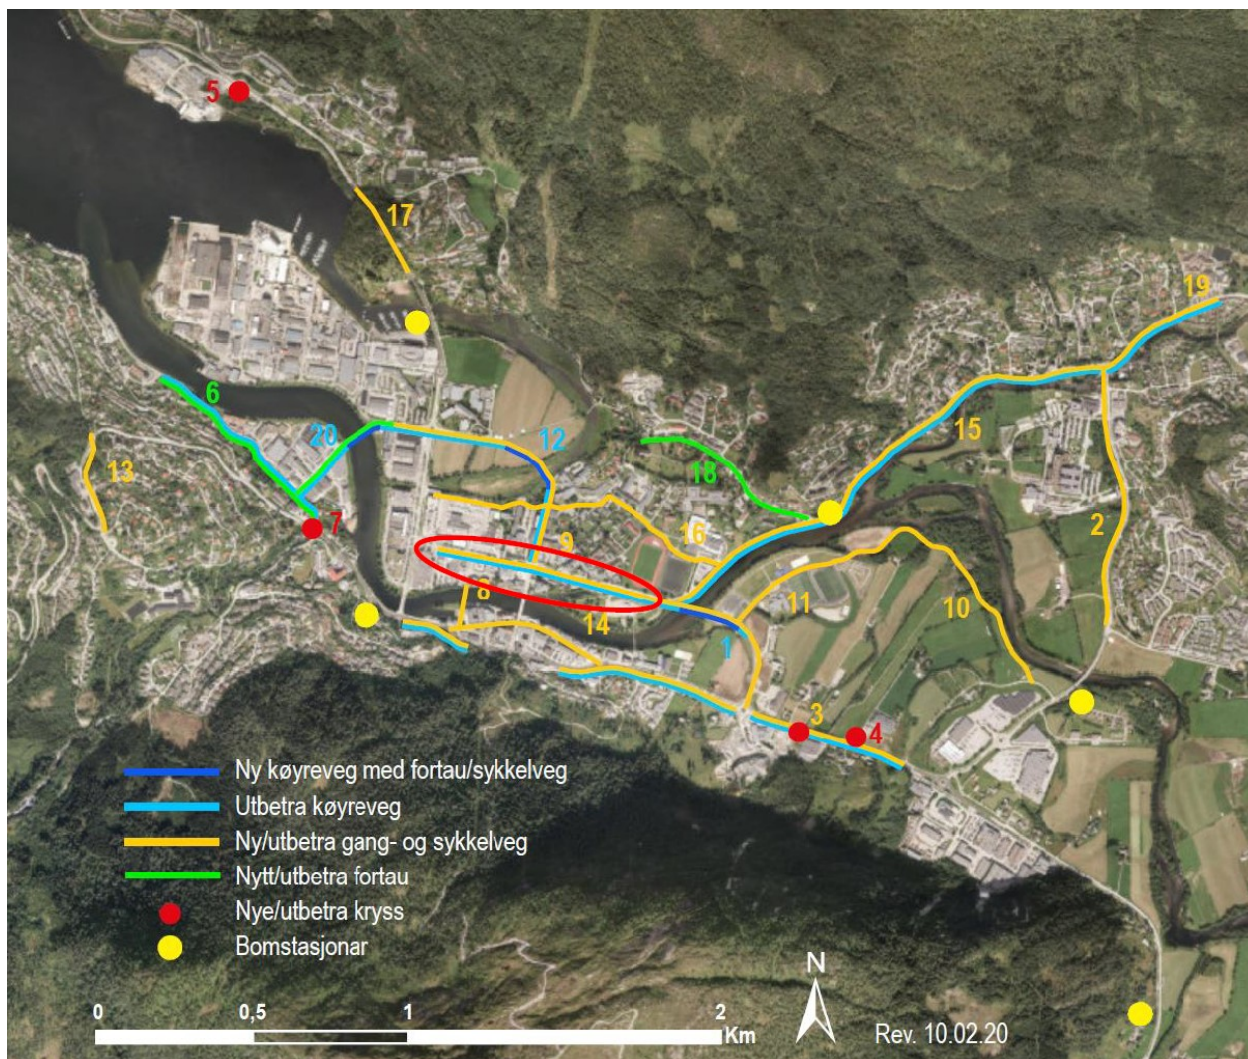 5
17
19
6
15
20
12
13
18
7
9
16
2
8
11
10
14
1
3
4
Ny køyreveg med fortau/sykkelveg
Utbetra køyreveg
Ny/utbetra gang- og sykkelveg
Nytt/utbetra fortau
Nye/utbetra kryss
Bomstasjonar
N
0 0,5 1 2
Km
Rev. 10.02.20